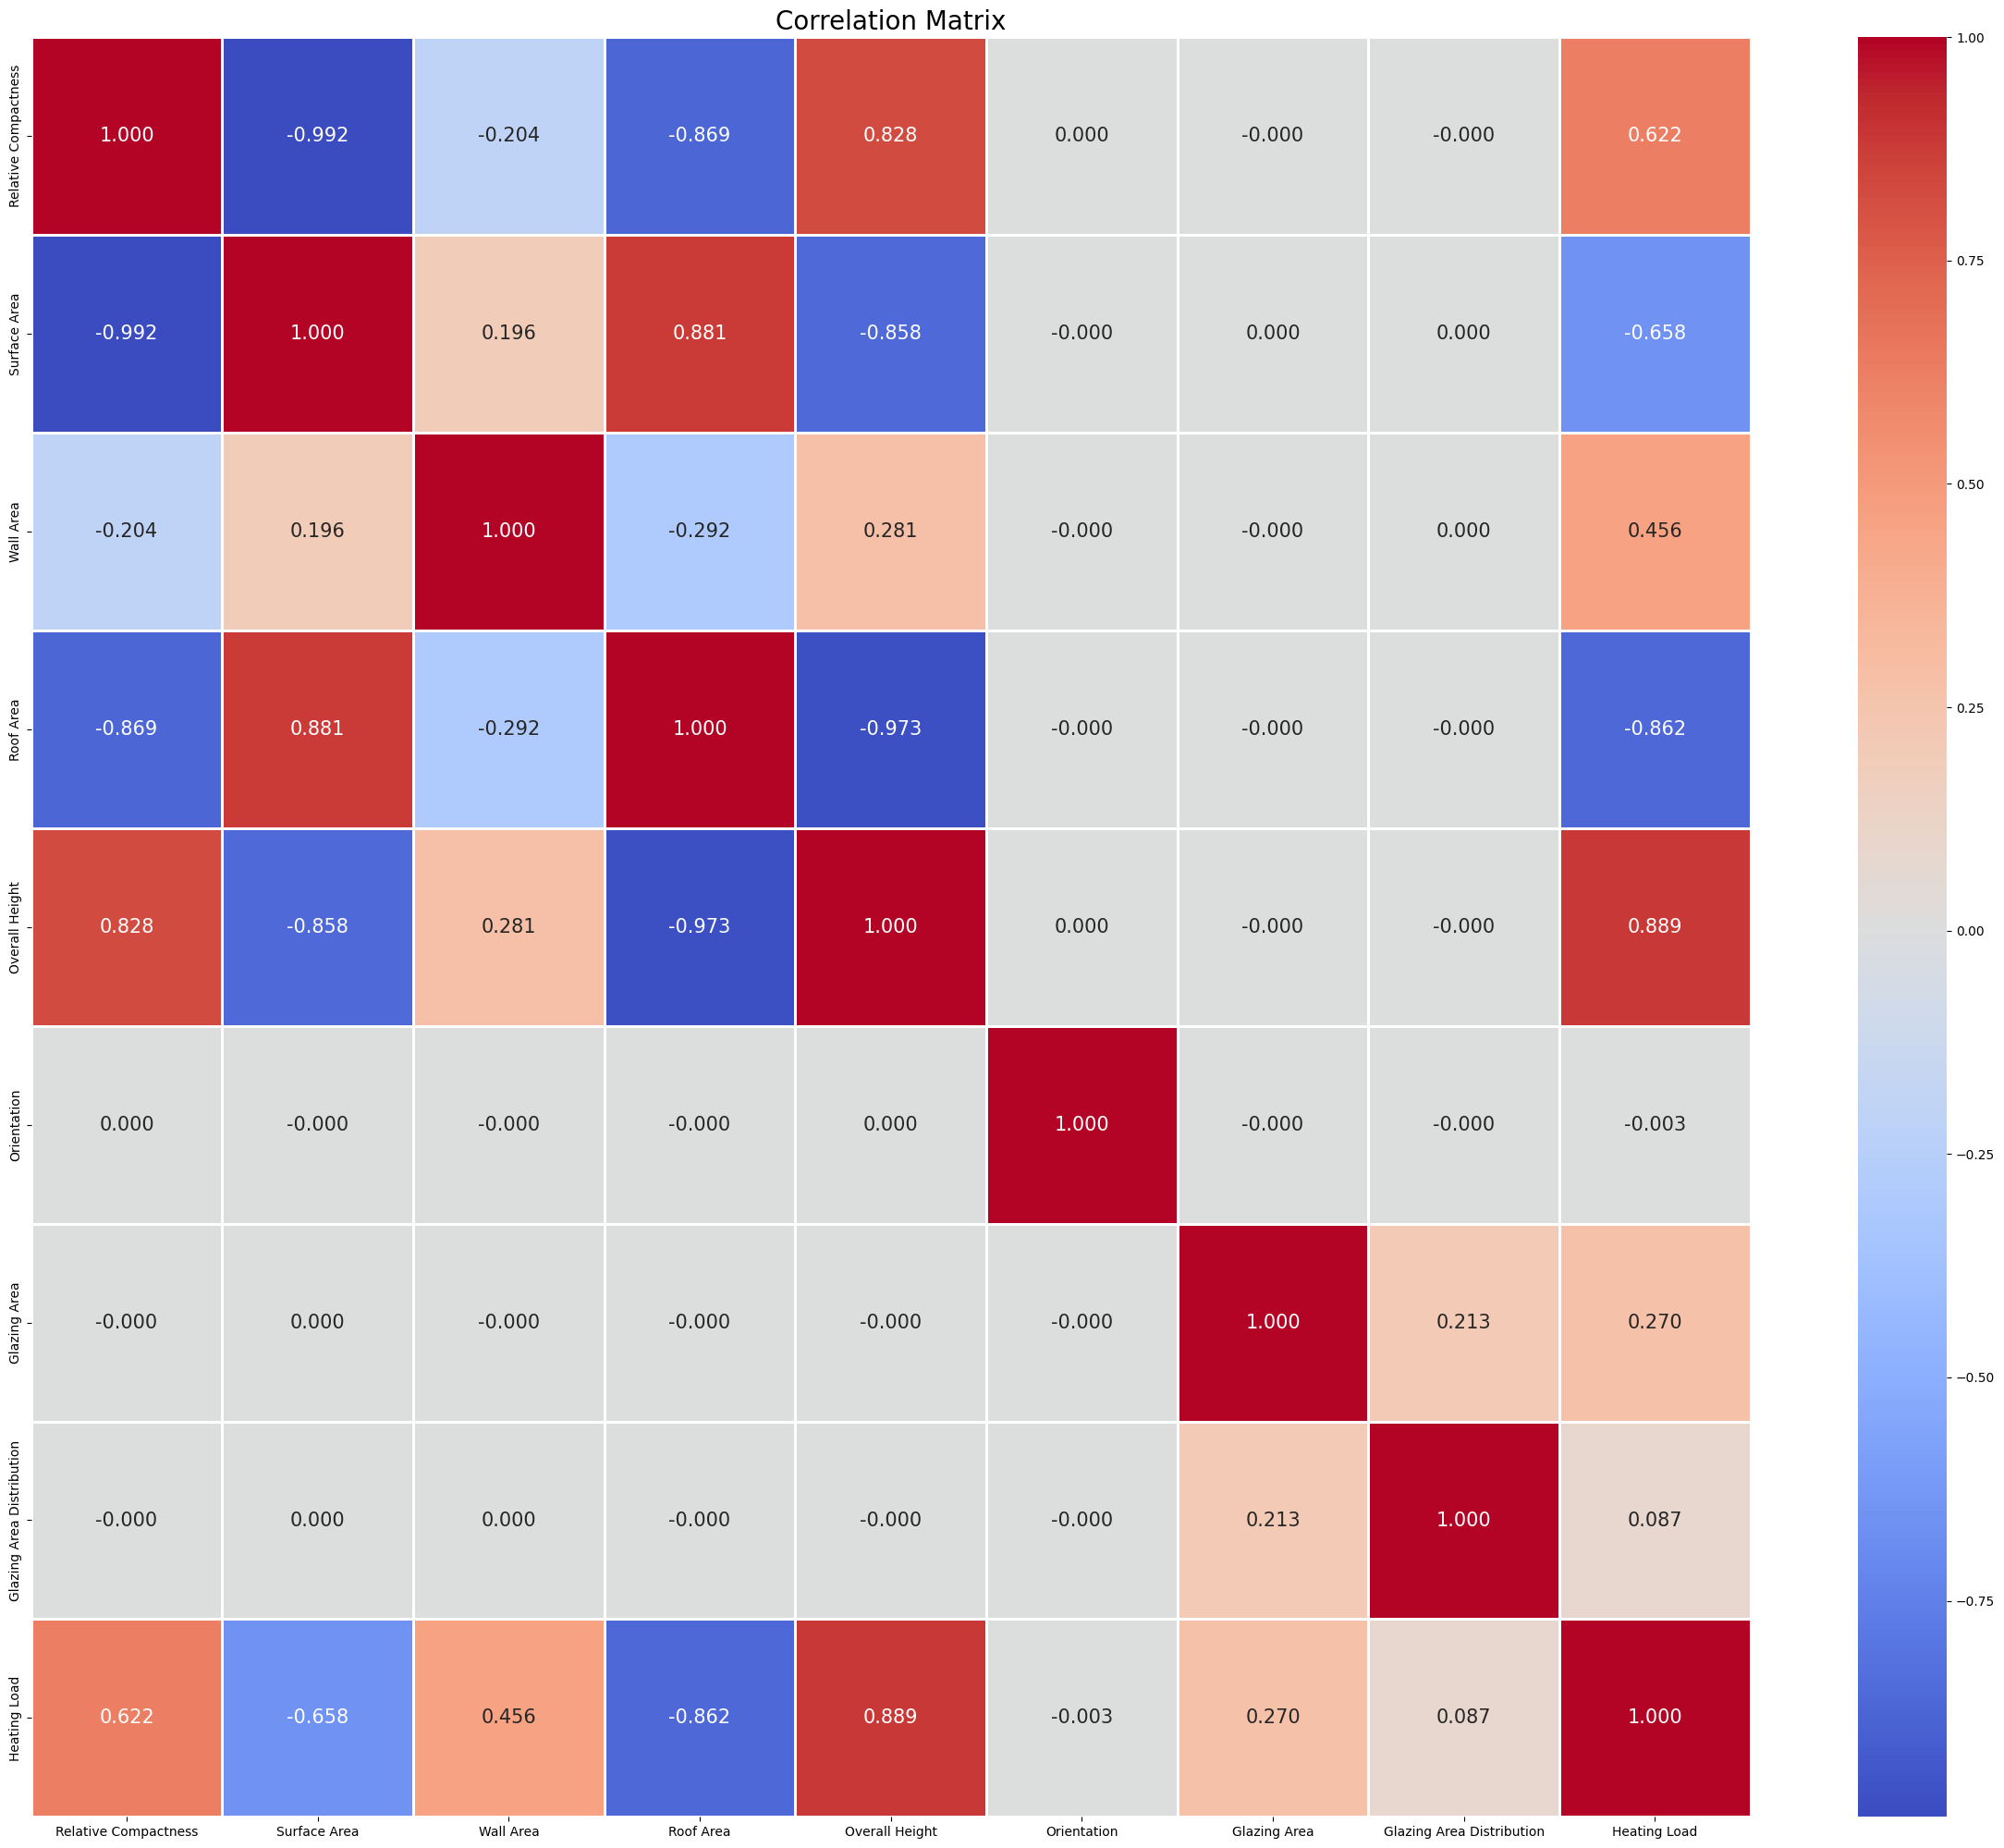 Correlation Matrix
Relative Compactness 1.000 -0.992 -0.204 -0.869 0.828 0.000 -0.000 -0.000 0.622
Surface Area -0.992 1.000 0.196 0.881 -0.858 -0.000 0.000 0.000 -0.658
Wall Area -0.204 0.196 1.000 -0.292 0.281 -0.000 -0.000 0.000 0.456
Roof Area -0.869 0.881 -0.292 1.000 -0.973 -0.000 -0.000 -0.000 -0.862
Overall Height 0.828 -0.858 0.281 -0.973 1.000 0.000 -0.000 -0.000 0.889
Orientation 0.000 -0.000 -0.000 -0.000 0.000 1.000 -0.000 -0.000 -0.003
Glazing Area -0.000 0.000 -0.000 -0.000 -0.000 -0.000 1.000 0.213 0.270
Glazing Area Distribution -0.000 0.000 0.000 -0.000 -0.000 -0.000 0.213 1.000 0.087
Heating Load 0.622 -0.658 0.456 -0.862 0.889 -0.003 0.270 0.087 1.000
Relative Compactness Surface Area Wall Area Roof Area Overall Height Orientation Glazing Area Glazing Area Distribution Heating Load
1.00
0.75
0.50
0.25
0.00
−0.25
−0.50
−0.75